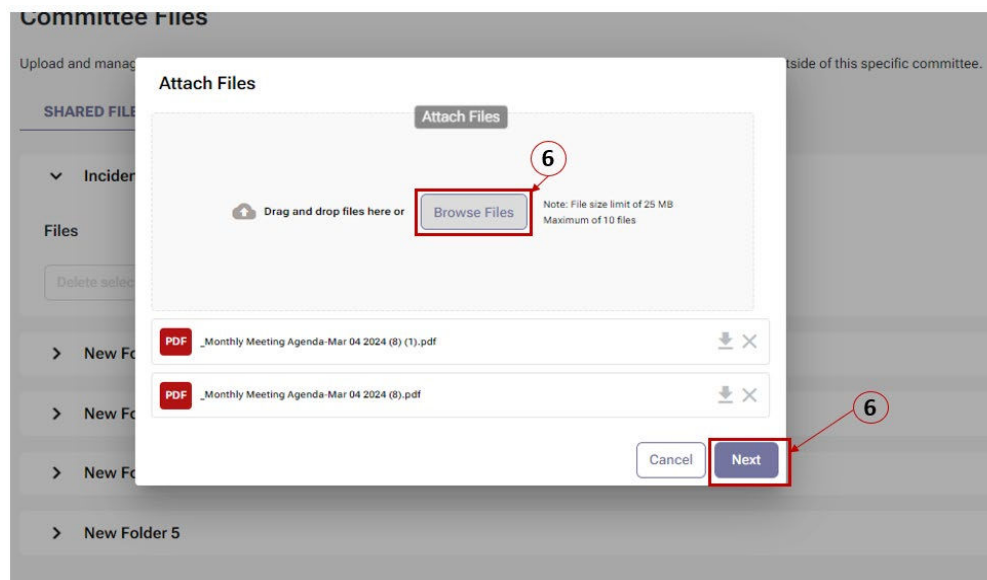 Committee Files
Upload and manag
tside of this specific committee.
SHARED FILE
Attach Files
Attach Files
6
Drag and drop files here or
Browse Files
Note: File size limit of 25 MB
Maximum of 10 files
Inciden
Files
Delete selec
PDF _Monthly Meeting Agenda-Mar 04 2024 (8) (1).pdf
New Fo
PDF _Monthly Meeting Agenda-Mar 04 2024 (8).pdf
New Fo
6
Cancel
Next
New Fo
New Folder 5